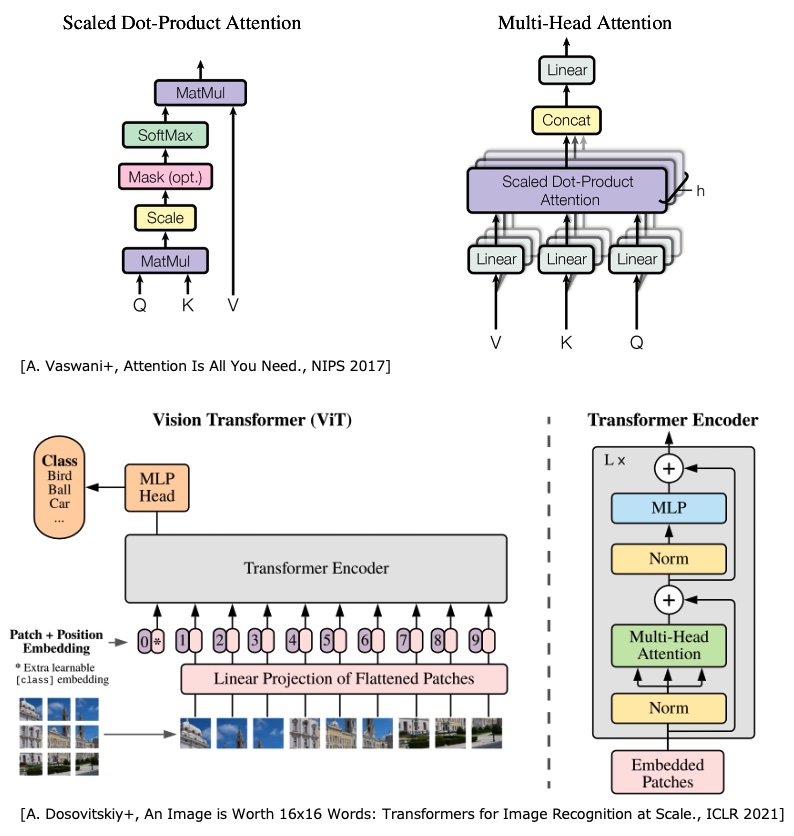 Scaled Dot-Product Attention
MatMul
SoftMax
Mask (opt.)
Scale
MatMul
Q K V
Multi-Head Attention
Linear
Concat
Scaled Dot-Product
Attention
h
Linear Linear Linear
V K Q
[A. Vaswani+, Attention Is All You Need., NIPS 2017]
Vision Transformer (ViT)
Class
Bird
Ball
Car
...
MLP
Head
Transformer Encoder
Patch + Position
Embedding
0 * 1 2 3 4 5 6 7 8 9
* Extra learnable
[class] embedding
Linear Projection of Flattened Patches
Transformer Encoder
L ×
+
MLP
Norm
+
Multi-Head
Attention
Norm
Embedded
Patches
[A. Dosovitskiy+, An Image is Worth 16x16 Words: Transformers for Image Recognition at Scale., ICLR 2021]